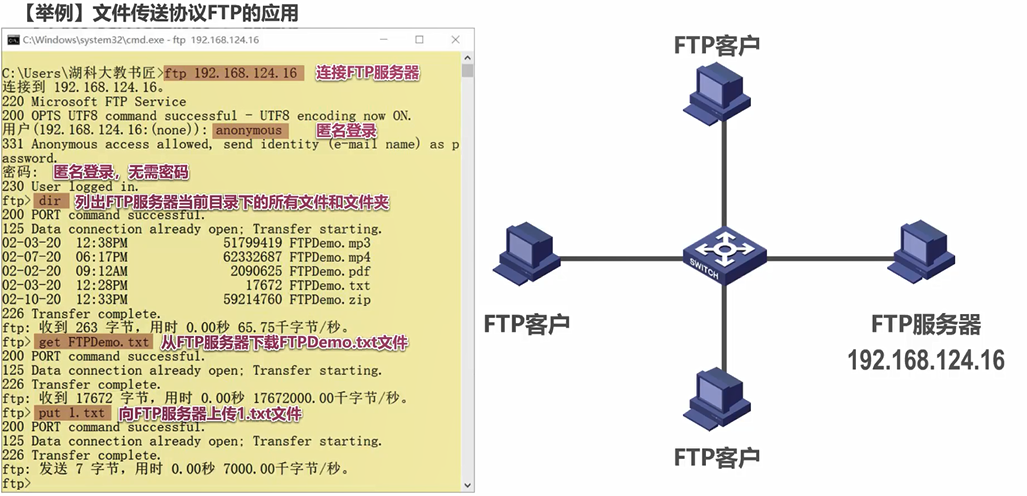 【举例】文件传送协议FTP的应用
C:\Windows\system32\cmd.exe - ftp 192.168.124.16
C:\Users\湖科大教书匠>ftp 192.168.124.16 连接FTP服务器
连接到 192.168.124.16。
220 Microsoft FTP Service
200 OPTS UTF8 command successful - UTF8 encoding now ON.
用户(192.168.124.16:(none)): anonymous 匿名登录
331 Anonymous access allowed, send identity (e-mail name) as p
assword.
密码: 匿名登录，无需密码
230 User logged in.
ftp> dir 列出FTP服务器当前目录下的所有文件和文件夹
200 PORT command successful.
125 Data connection already open; Transfer starting.
02-03-20 12:38PM 51799419 FTPDemo.mp3
02-07-20 06:17PM 62332687 FTPDemo.mp4
02-02-20 09:12AM 2090625 FTPDemo.pdf
02-03-20 12:28PM 17672 FTPDemo.txt
02-10-20 12:33PM 59214760 FTPDemo.zip
226 Transfer complete.
ftp: 收到 263 字节，用时 0.00秒 65.75千字节/秒。
ftp> get FTPDemo.txt 从FTP服务器下载FTPDemo.txt文件
200 PORT command successful.
125 Data connection already open; Transfer starting.
226 Transfer complete.
ftp: 收到 17672 字节，用时 0.00秒 17672000.00千字节/秒。
ftp> put 1.txt 向FTP服务器上传1.txt文件
200 PORT command successful.
125 Data connection already open; Transfer starting.
226 Transfer complete.
ftp: 发送 7 字节，用时 0.00秒 7000.00千字节/秒。
ftp>
FTP客户
SWITCH
FTP客户
FTP服务器
192.168.124.16
FTP客户